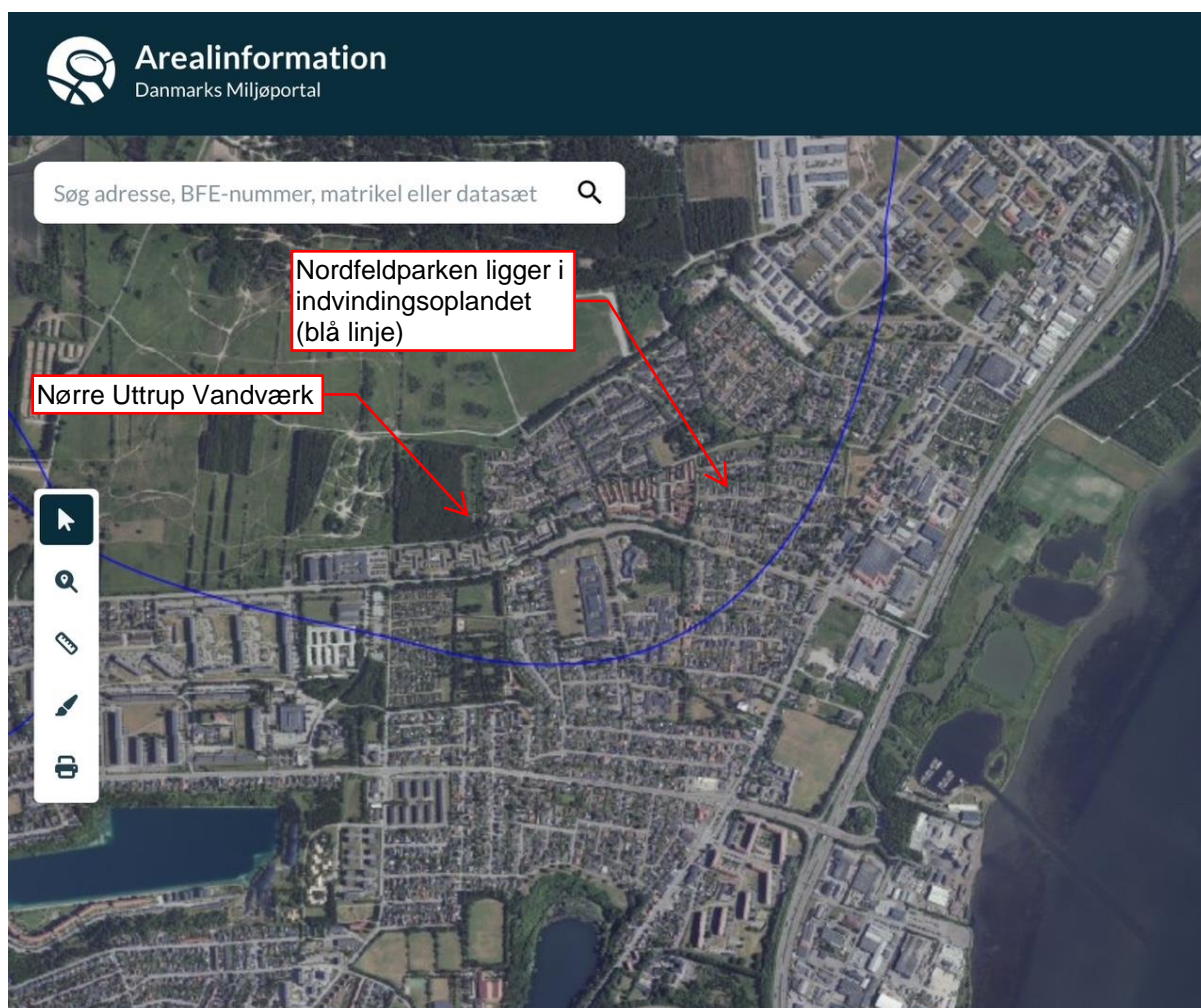 Arealinformation
Danmarks Miljøportal
Søg adresse, BFE-nummer, matrikel eller datasæt
Nordfeldparken ligger i
indvindingsoplandet
(blå linje)
Nørre Uttrup Vandværk